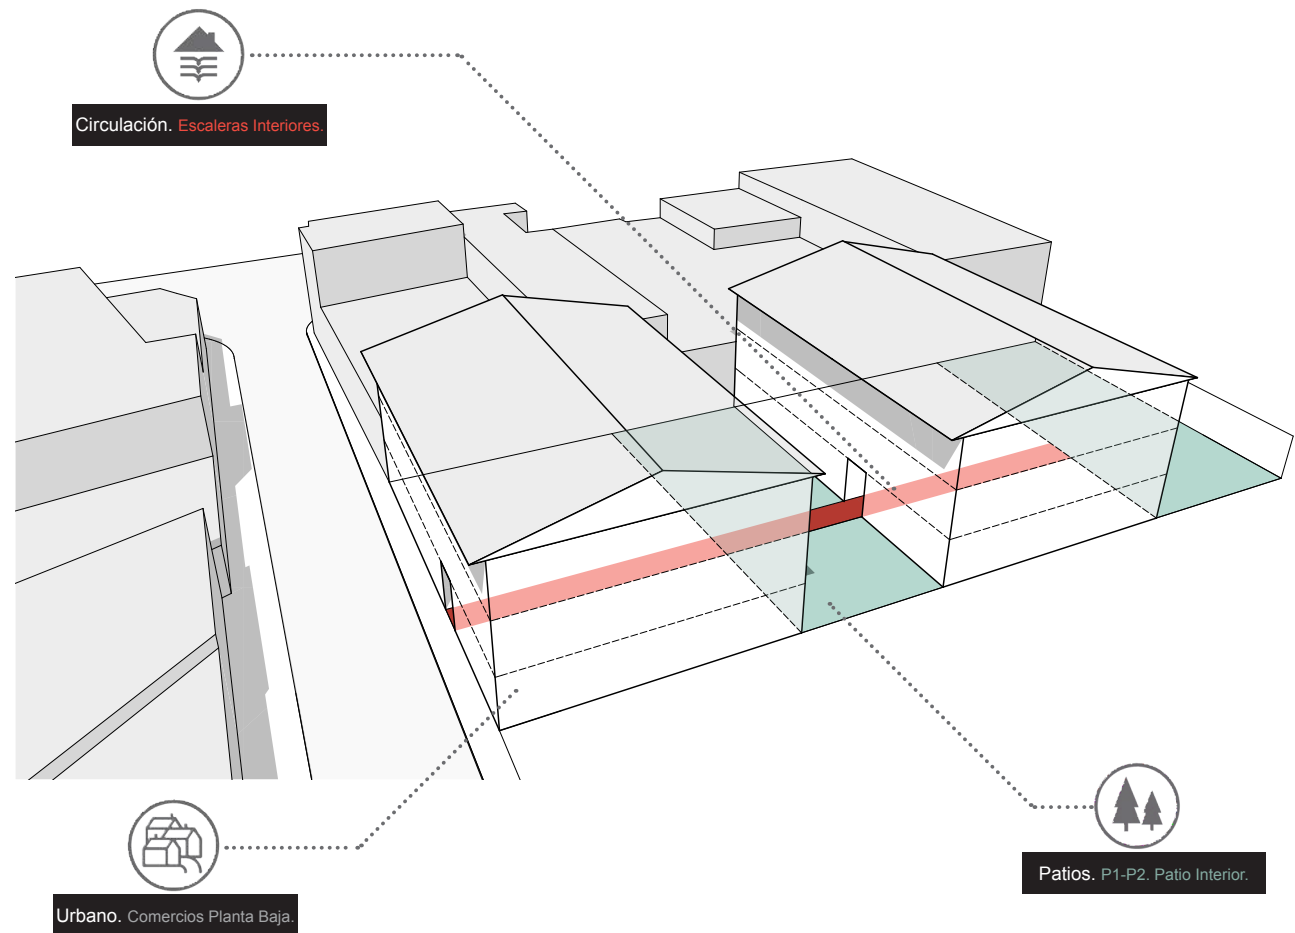 Circulación. Escaleras Interiores.
Patios. P1-P2. Patio Interior.
Urbano. Comercios Planta Baja.